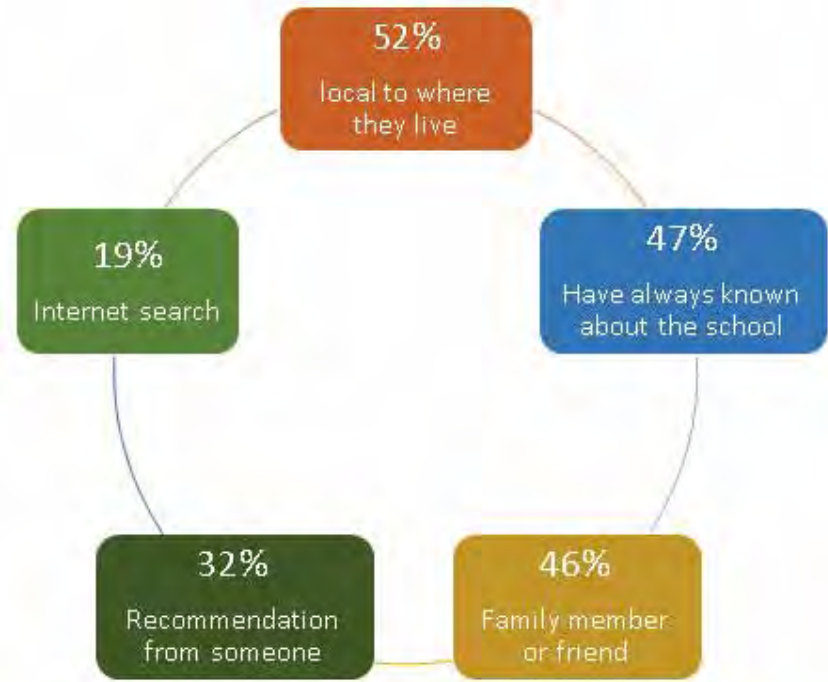 52%
local to where
they live
47%
Have always known
about the school
46%
Family member
or friend
32%
Recommendation
from someone
19%
Internet search